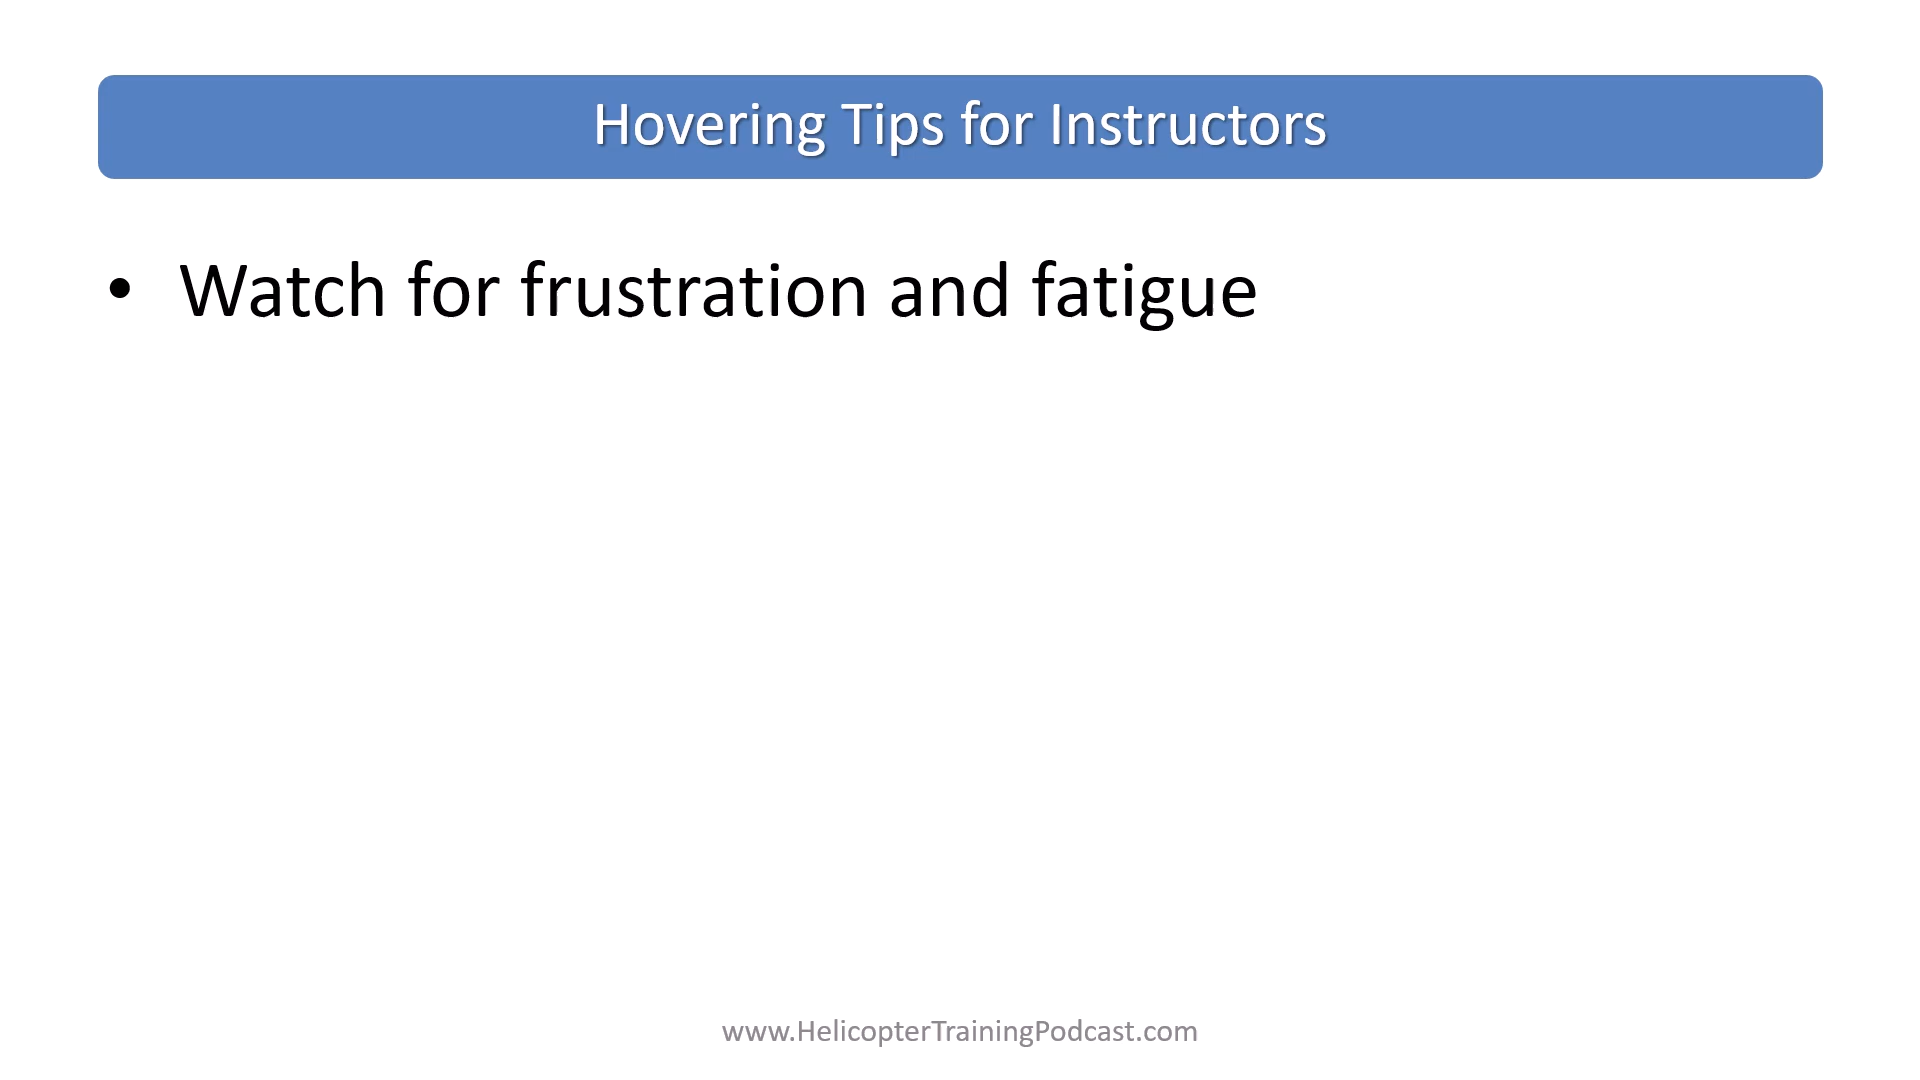 Hovering Tips for Instructors
• Watch for frustration and fatigue
www.HelicopterTrainingPodcast.com